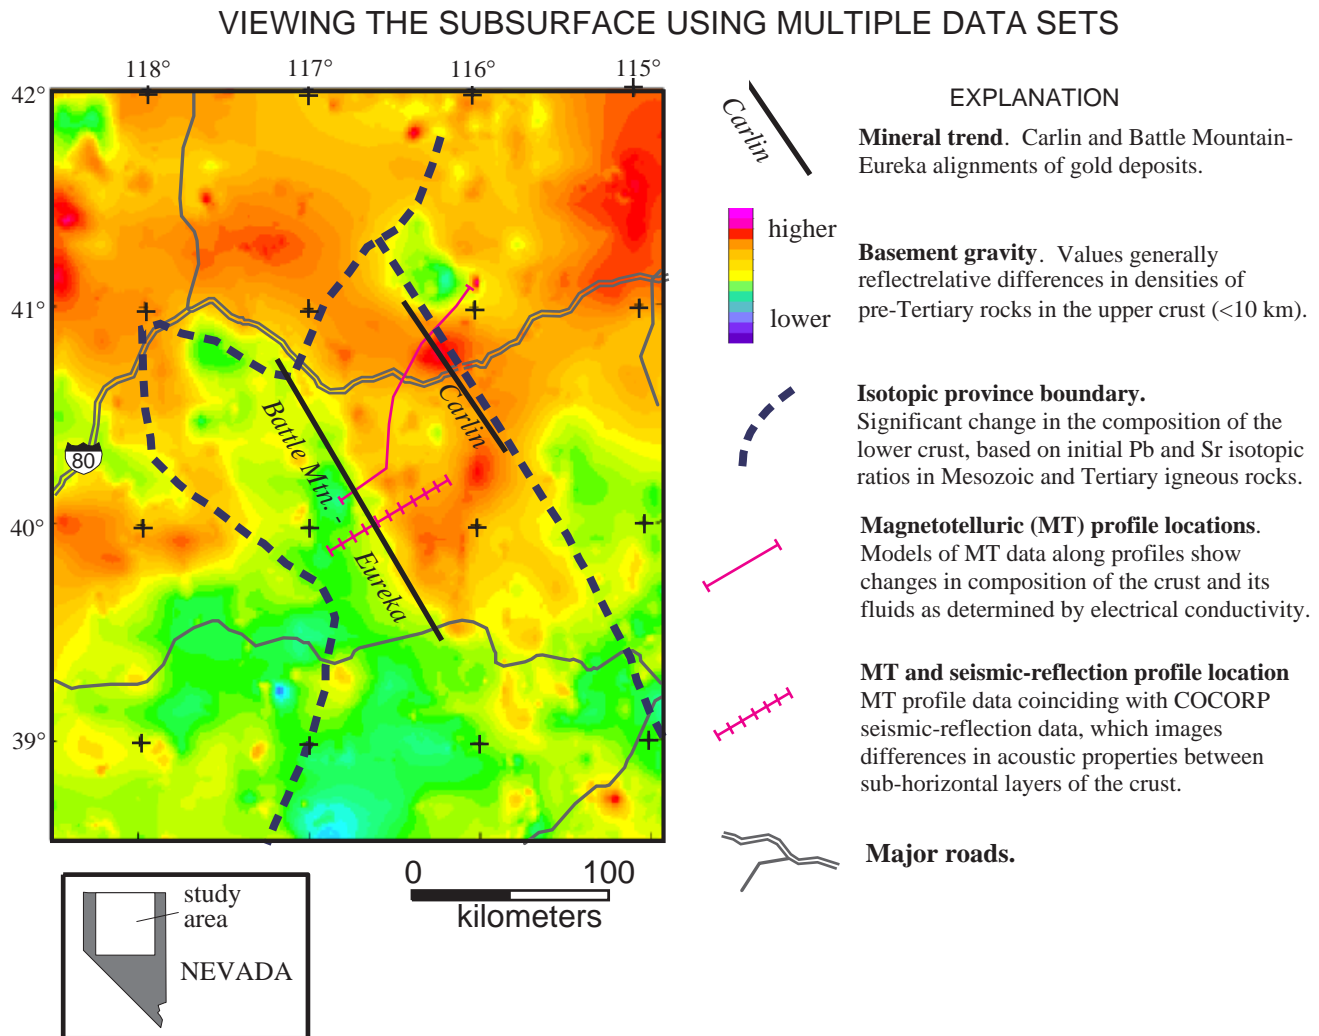 VIEWING THE SUBSURFACE USING MULTIPLE DATA SETS
118°
117°
116°
115°
42°
41°
40°
39°
80
Battle Mtn. - Eureka
Carlin
Carlin
EXPLANATION
Mineral trend. Carlin and Battle Mountain-
Eureka alignments of gold deposits.
higher
lower
Basement gravity. Values generally
reflectrelative differences in densities of
pre-Tertiary rocks in the upper crust (<10 km).
Isotopic province boundary.
Significant change in the composition of the
lower crust, based on initial Pb and Sr isotopic
ratios in Mesozoic and Tertiary igneous rocks.
Magnetotelluric (MT) profile locations.
Models of MT data along profiles show
changes in composition of the crust and its
fluids as determined by electrical conductivity.
MT and seismic-reflection profile location
MT profile data coinciding with COCORP
seismic-reflection data, which images
differences in acoustic properties between
sub-horizontal layers of the crust.
Major roads.
0
100
kilometers
study
area
NEVADA